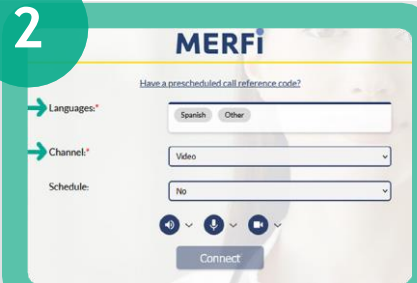 2
MERFi
Have a prescheduled call reference code?
Languages:*
Spanish Other
Channel:*
Video
Schedule:
No
Connect